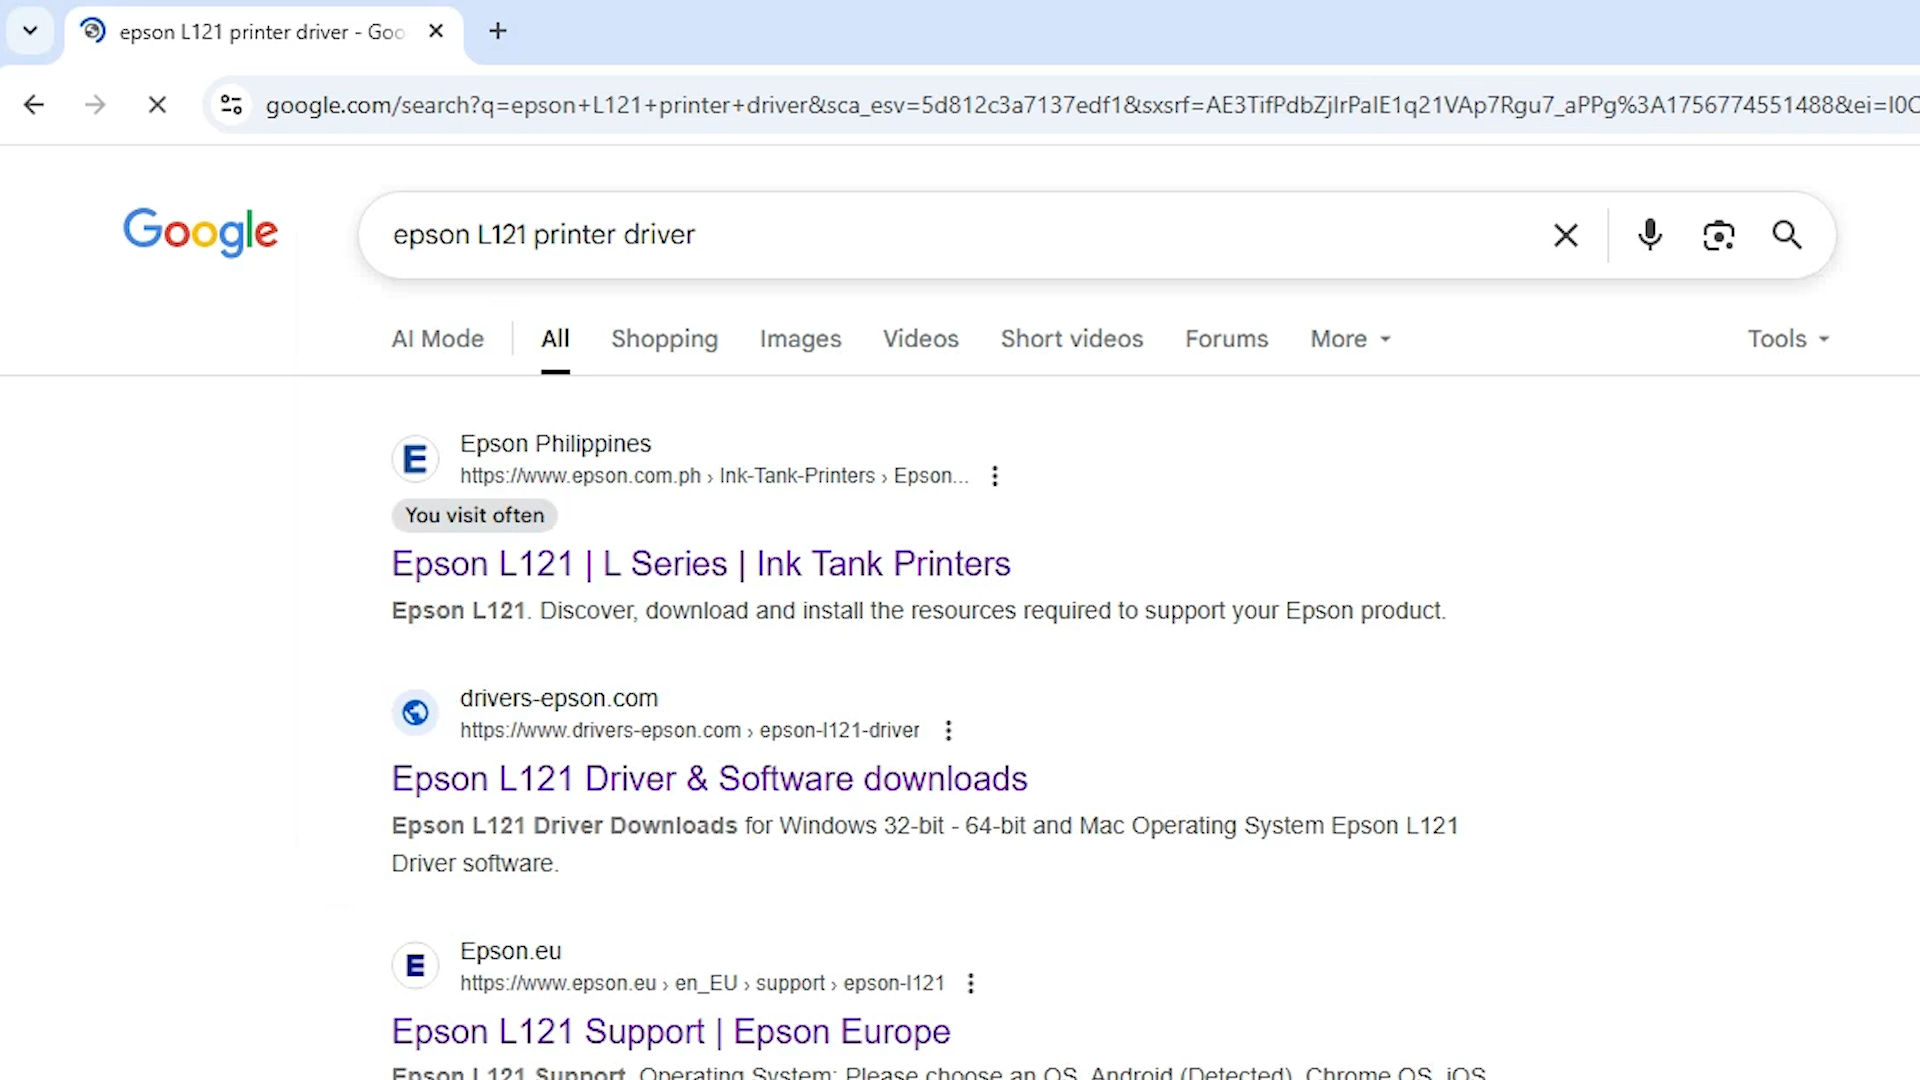 epson L121 printer driver - Goo
google.com/search?q=epson+L121+printer+driver&sca_esv=5d812c3a7137edf1&sxsrf=AE3TifPdbZjIrPaIE1q21VAp7Rgu7_aPPg%3A1756774551488&ei=I0C
Google
epson L121 printer driver
AI Mode All Shopping Images Videos Short videos Forums More Tools
Epson Philippines
https://www.epson.com.ph › Ink-Tank-Printers › Epson...
You visit often
Epson L121 | L Series | Ink Tank Printers
Epson L121. Discover, download and install the resources required to support your Epson product.
drivers-epson.com
https://www.drivers-epson.com › epson-l121-driver
Epson L121 Driver & Software downloads
Epson L121 Driver Downloads for Windows 32-bit - 64-bit and Mac Operating System Epson L121
Driver software.
Epson.eu
https://www.epson.eu › en_EU › support › epson-l121
Epson L121 Support | Epson Europe
Epson L121 Support. Operating System: Please choose an OS. Android (Detected). Chrome OS. iOS